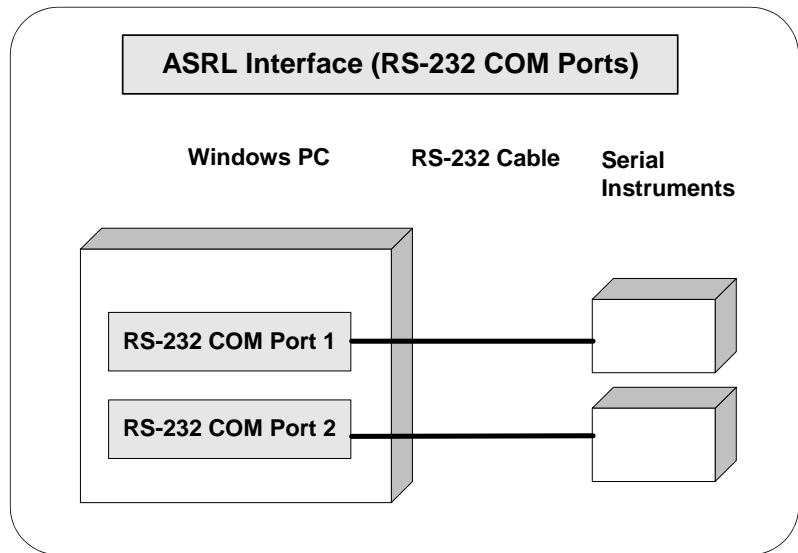 ASRL Interface (RS-232 COM Ports)
Windows PC
RS-232 Cable
Serial
Instruments
RS-232 COM Port 1
RS-232 COM Port 2